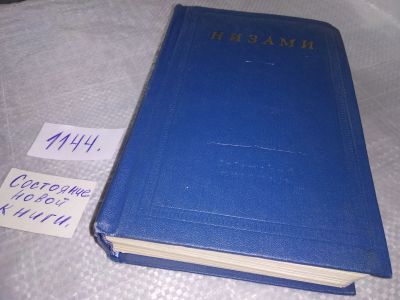 НИЗАМИ
1144.
Состояние
новой
книги.